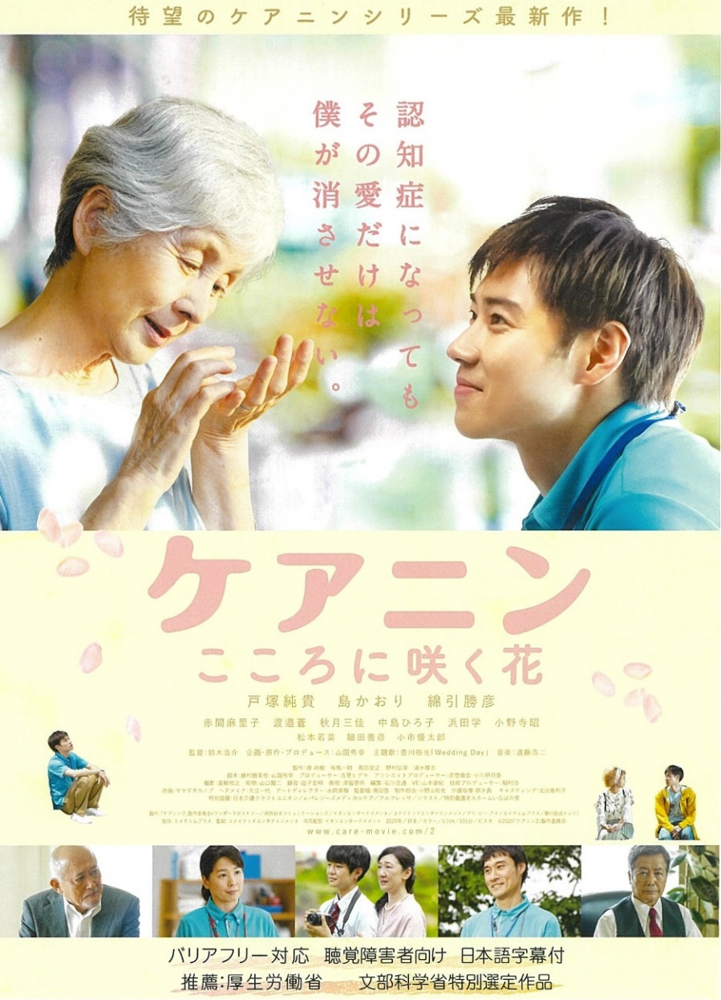 待望のケアニンシリーズ最新作！
認知症になっても
その愛だけは
僕が消させない。
ケアニン
こころに咲く花
戸塚純貴 島かおり 綿引勝彦
赤間麻里子 渡邉蒼 秋月三佳 中島ひろ子 浜田学 小野寺昭
松本若菜 細田善彦 小市慢太郎
監督：鈴木浩介 企画・原作・プロデュース：山国秀幸 主題歌：香川裕光「Wedding Day」 音楽：遠藤浩二
www.care-movie.com/2
バリアフリー対応 聴覚障害者向け 日本語字幕付
推薦：厚生労働省 文部科学省特別選定作品